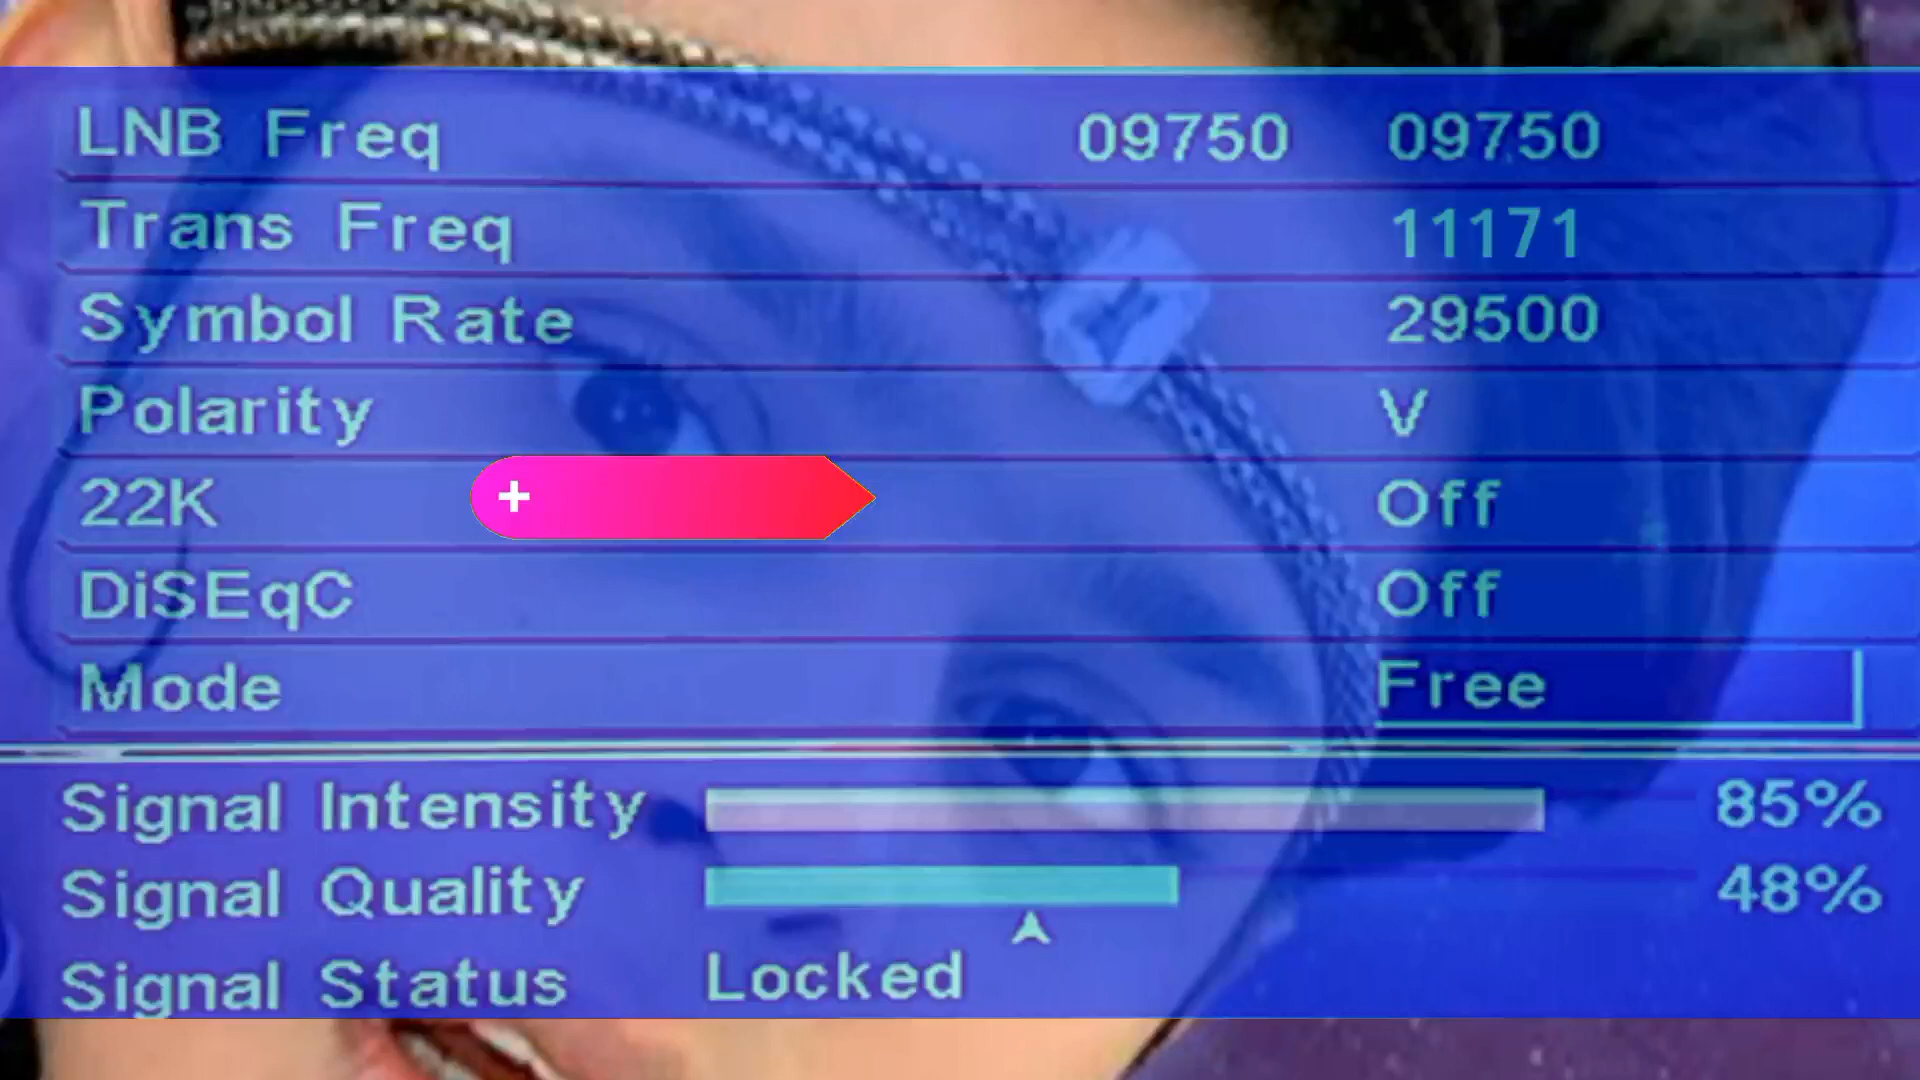 LNB Freq 09750 09750
Trans Freq 11171
Symbol Rate 29500
Polarity V
22K + Off
DiSEqC Off
Mode Free
Signal Intensity 85%
Signal Quality 48%
Signal Status Locked